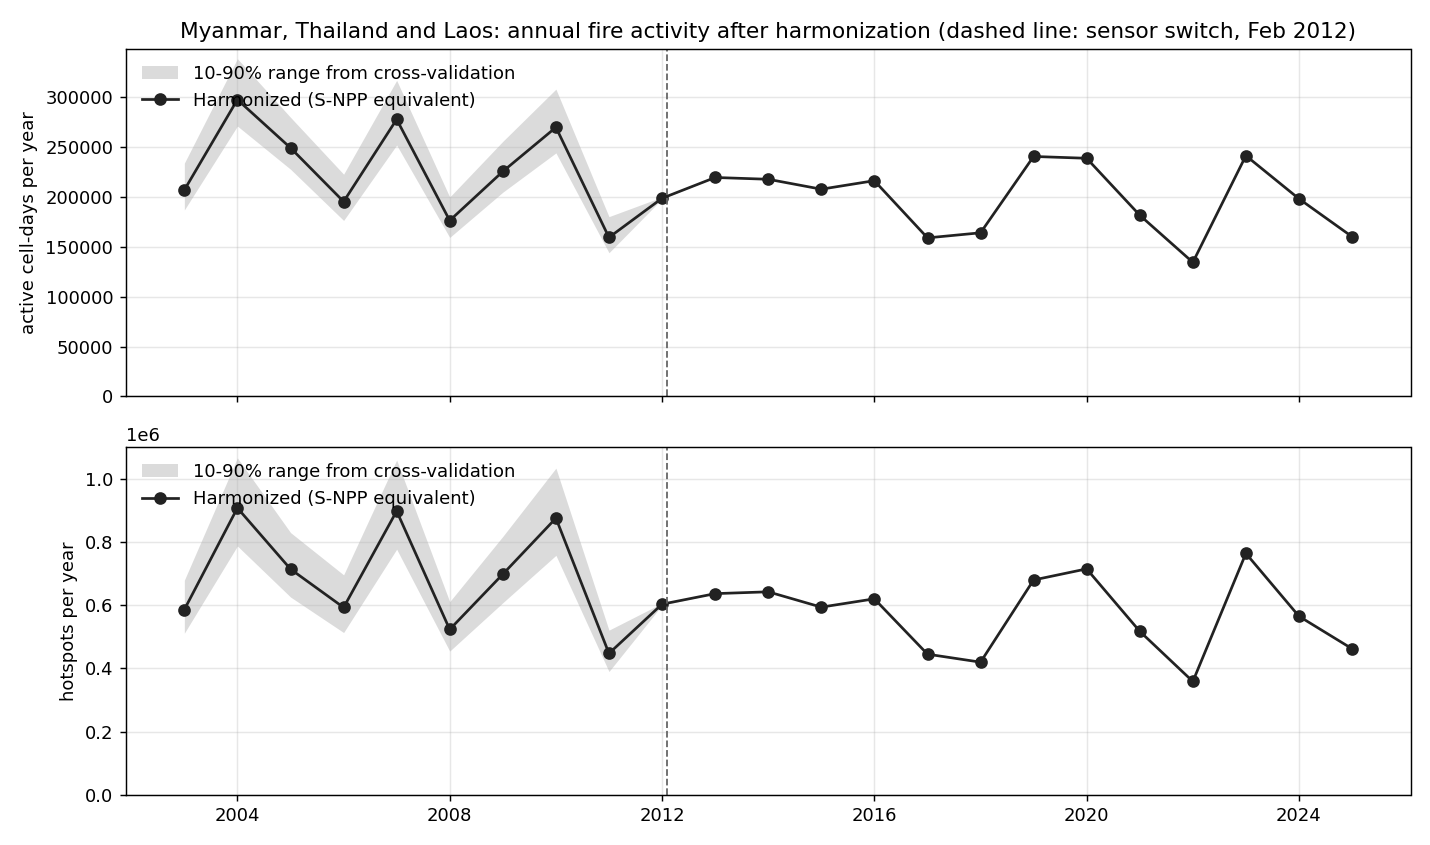 Myanmar, Thailand and Laos: annual fire activity after harmonization (dashed line: sensor switch, Feb 2012)
10-90% range from cross-validation
Harmonized (S-NPP equivalent)
active cell-days per year
300000
250000
200000
150000
100000
50000
0
1e6
10-90% range from cross-validation
Harmonized (S-NPP equivalent)
hotspots per year
1.0
0.8
0.6
0.4
0.2
0.0
2004 2008 2012 2016 2020 2024